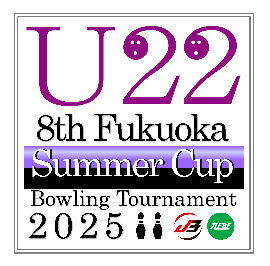 U22
8th Fukuoka
Summer Cup
Bowling Tournament
2025